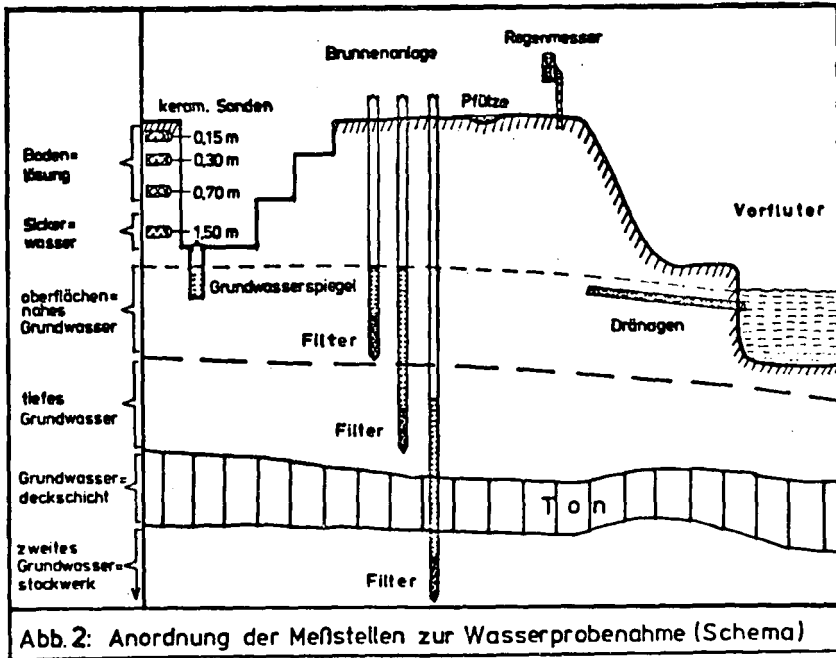 Regenmesser
Brunnenanlage
keram. Sonden
Pfütze
0,15 m
0,30 m
0,70 m
1,50 m
Boden=
lösung
Sicker=
wasser
Vorfluter
oberflächen=
nahes
Grundwasser
Grundwasserspiegel
Filter
Dränagen
tiefes
Grundwasser
Filter
Grundwasser=
deckschicht
Ton
zweites
Grundwasser=
stockwerk
Filter
Abb. 2: Anordnung der Meßstellen zur Wasserprobenahme (Schema)